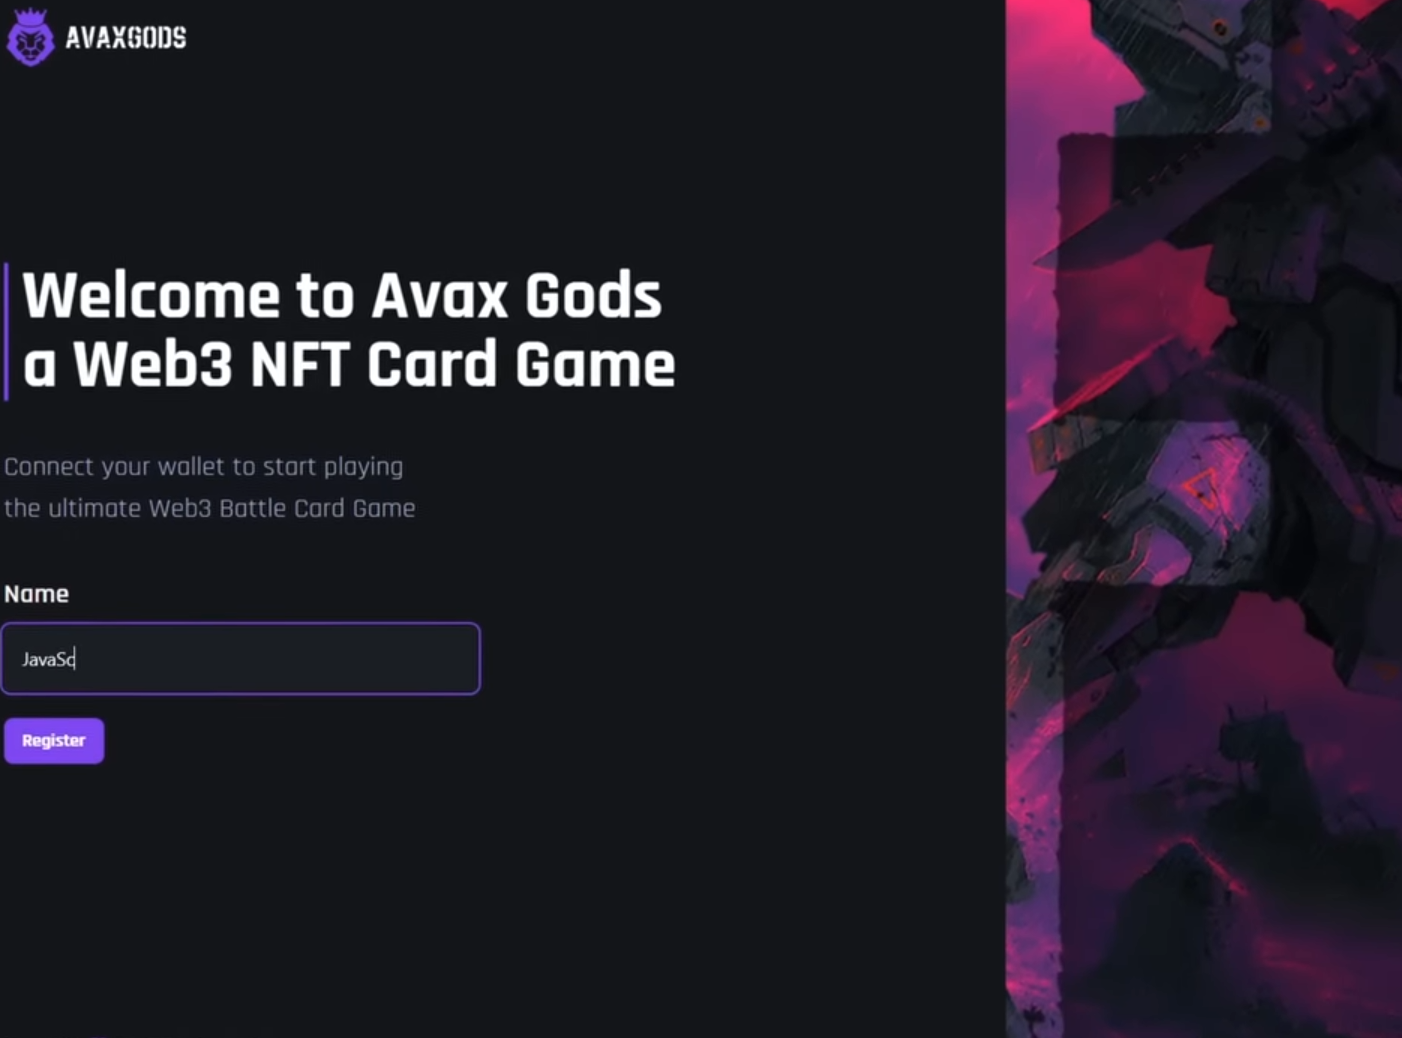 AVAXGODS
Welcome to Avax Gods
a Web3 NFT Card Game
Connect your wallet to start playing
the ultimate Web3 Battle Card Game
Name
JavaSc
Register